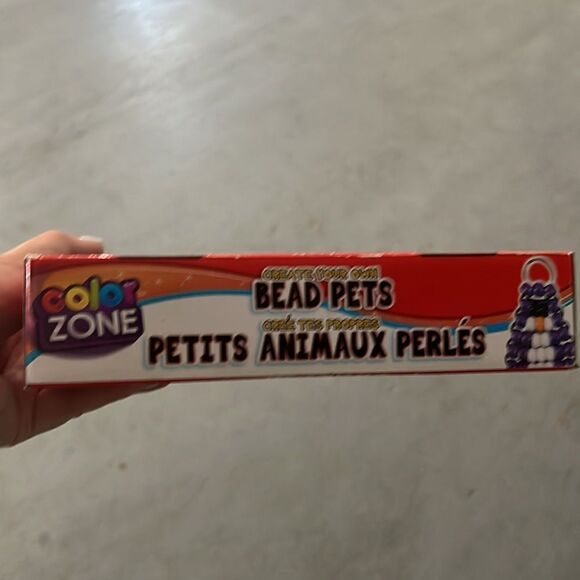 color
ZONE
CREATE YOUR OWN
BEAD PETS
CRÉE TES PROPRES
PETITS ANIMAUX PERLÉS